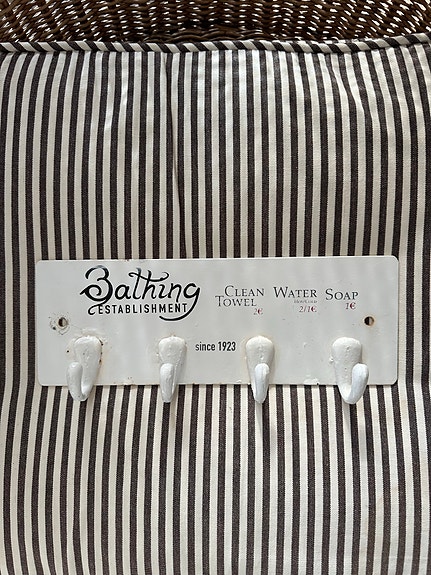 Bathing
ESTABLISHMENT
CLEAN
TOWEL
2€
WATER
2/1€
SOAP
1€
since 1923